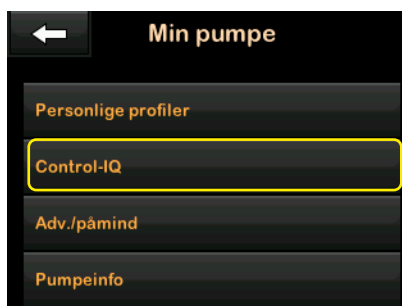 Min pumpe
Personlige profiler
Control-IQ
Adv./påmind
Pumpeinfo